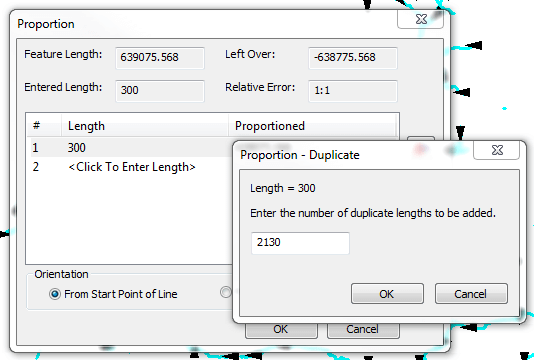 Proportion
Feature Length: 639075.568 Left Over: -638775.568
Entered Length: 300 Relative Error: 1:1
# Length Proportioned
1 300
2 <Click To Enter Length>
Proportion - Duplicate
Length = 300
Enter the number of duplicate lengths to be added.
2130
OK Cancel
Orientation
From Start Point of Line
OK Cancel